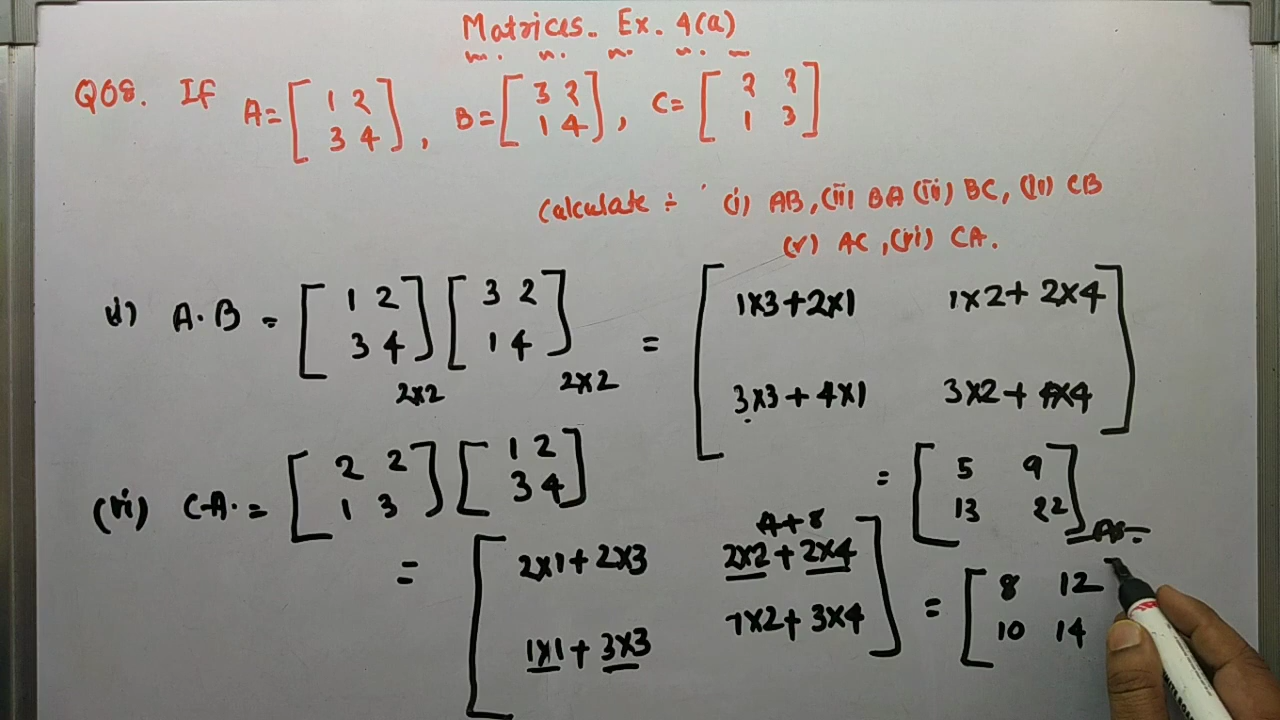 Matrices. Ex. 4(a)
Q08. If A = [ 1 2 3 4 ], B = [ 3 2 1 4 ], C = [ 2 2 1 3 ]
Calculate ÷ (i) AB, (ii) BA (iii) BC, (iv) CB
(v) AC, (vi) CA.
(i) A·B = [ 1 2 3 4 ] 2×2 [ 3 2 1 4 ] 2×2 = [ 1×3+2×1 1×2+2×4
3×3+4×1 3×2+4×4 ]
= [ 5 9
13 22 ] Ans
(vi) C·A· = [ 2 2 1 3 ] [ 1 2 3 4 ]
4+8
= [ 2×1+2×3 2×2+2×4
1×1+3×3 1×2+3×4 ] = [ 8 12
10 14